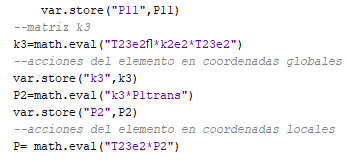 var.store("P11",P11)
--matriz k3
k3=math.eval("T23e2fl*k2e2*T23e2")
--acciones del elemento en coordenadas globales
var.store("k3",k3)
P2=math.eval("k3*P1trans")
var.store("P2",P2)
--acciones del elemento en coordenadas locales
P= math.eval("T23e2*P2")